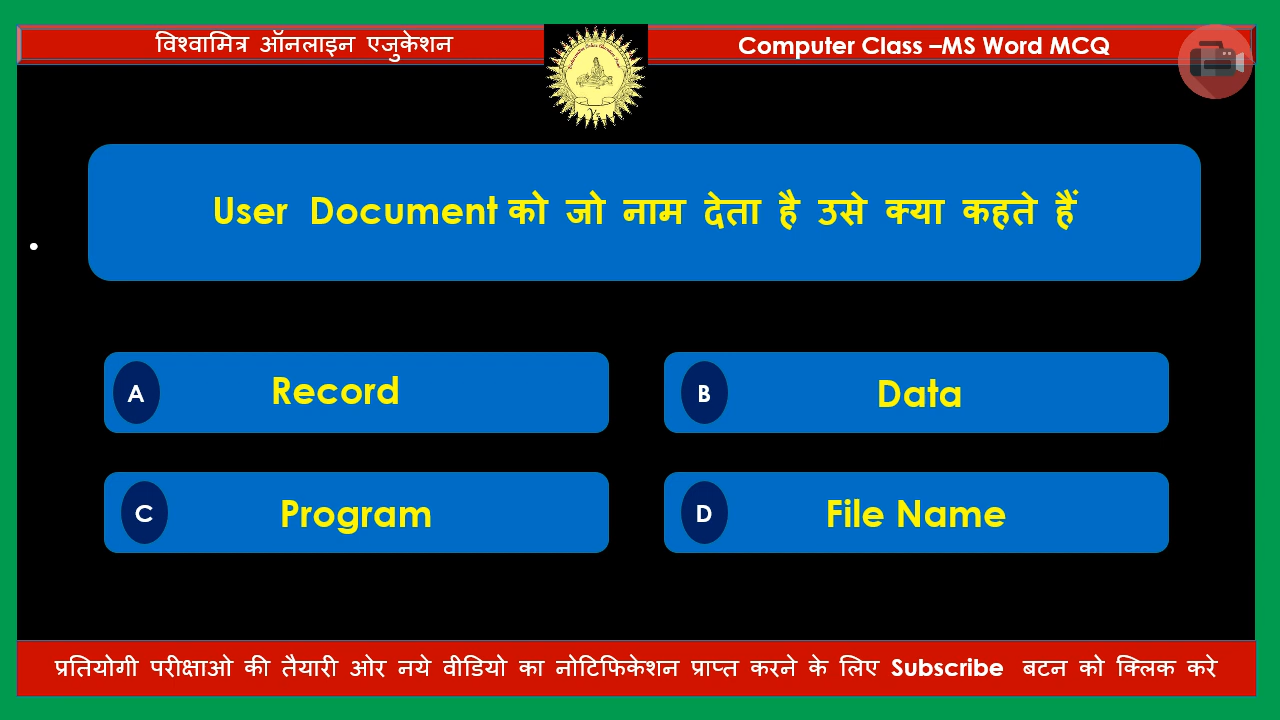 विश्वामित्र ऑनलाइन एजुकेशन
Computer Class –MS Word MCQ
User Document को जो नाम देता है उसे क्या कहते हैं
A Record
B Data
C Program
D File Name
प्रतियोगी परीक्षाओ की तैयारी ओर नये वीडियो का नोटिफिकेशन प्राप्त करने के लिए Subscribe बटन को क्लिक करे